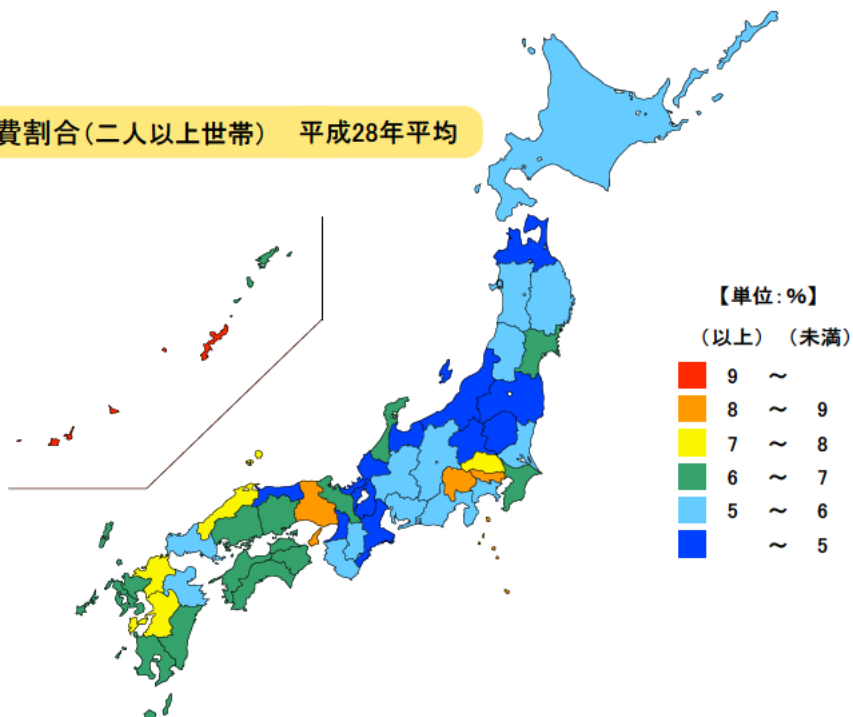 費割合(二人以上世帯) 平成28年平均
【単位:%】
(以上) (未満)
9 ~
8 ~ 9
7 ~ 8
6 ~ 7
5 ~ 6
~ 5